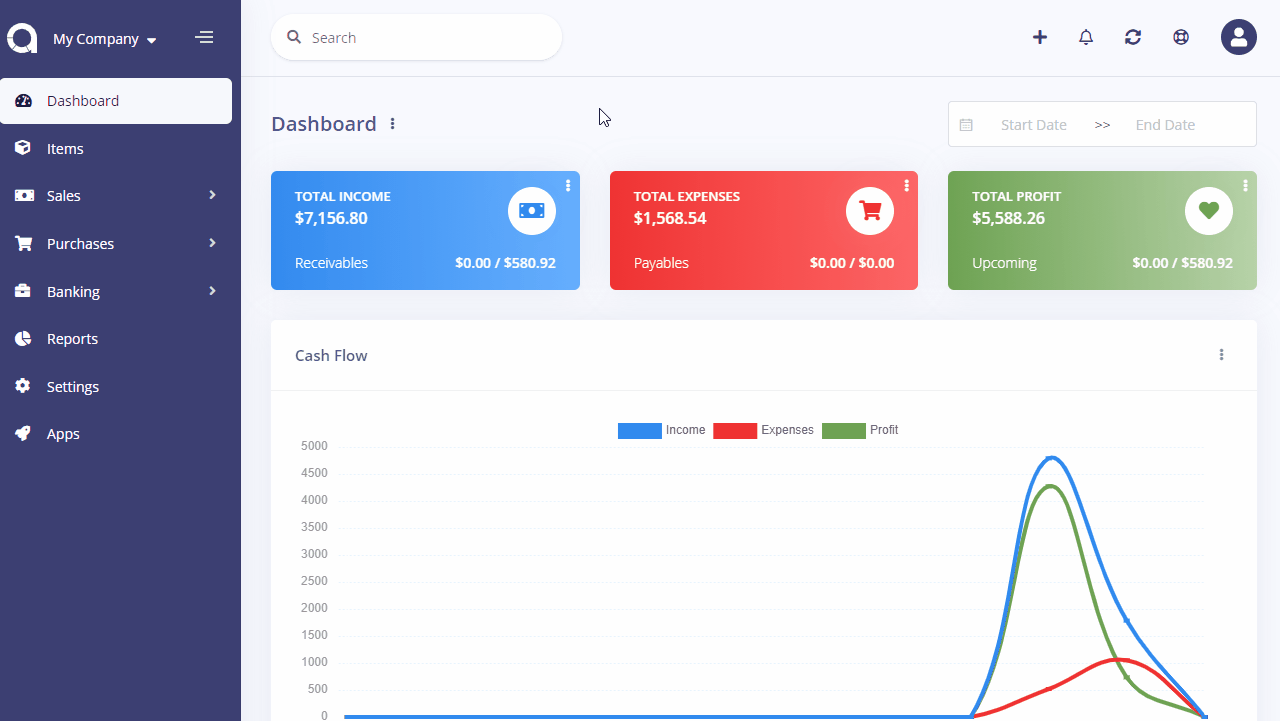 My Company
Search
Dashboard
Items
Sales
Purchases
Banking
Reports
Settings
Apps
Dashboard
Start Date >> End Date
TOTAL INCOME
$7,156.80
Receivables $0.00 / $580.92
TOTAL EXPENSES
$1,568.54
Payables $0.00 / $0.00
TOTAL PROFIT
$5,588.26
Upcoming $0.00 / $580.92
Cash Flow
Income Expenses Profit
5000
4500
4000
3500
3000
2500
2000
1500
1000
500
0